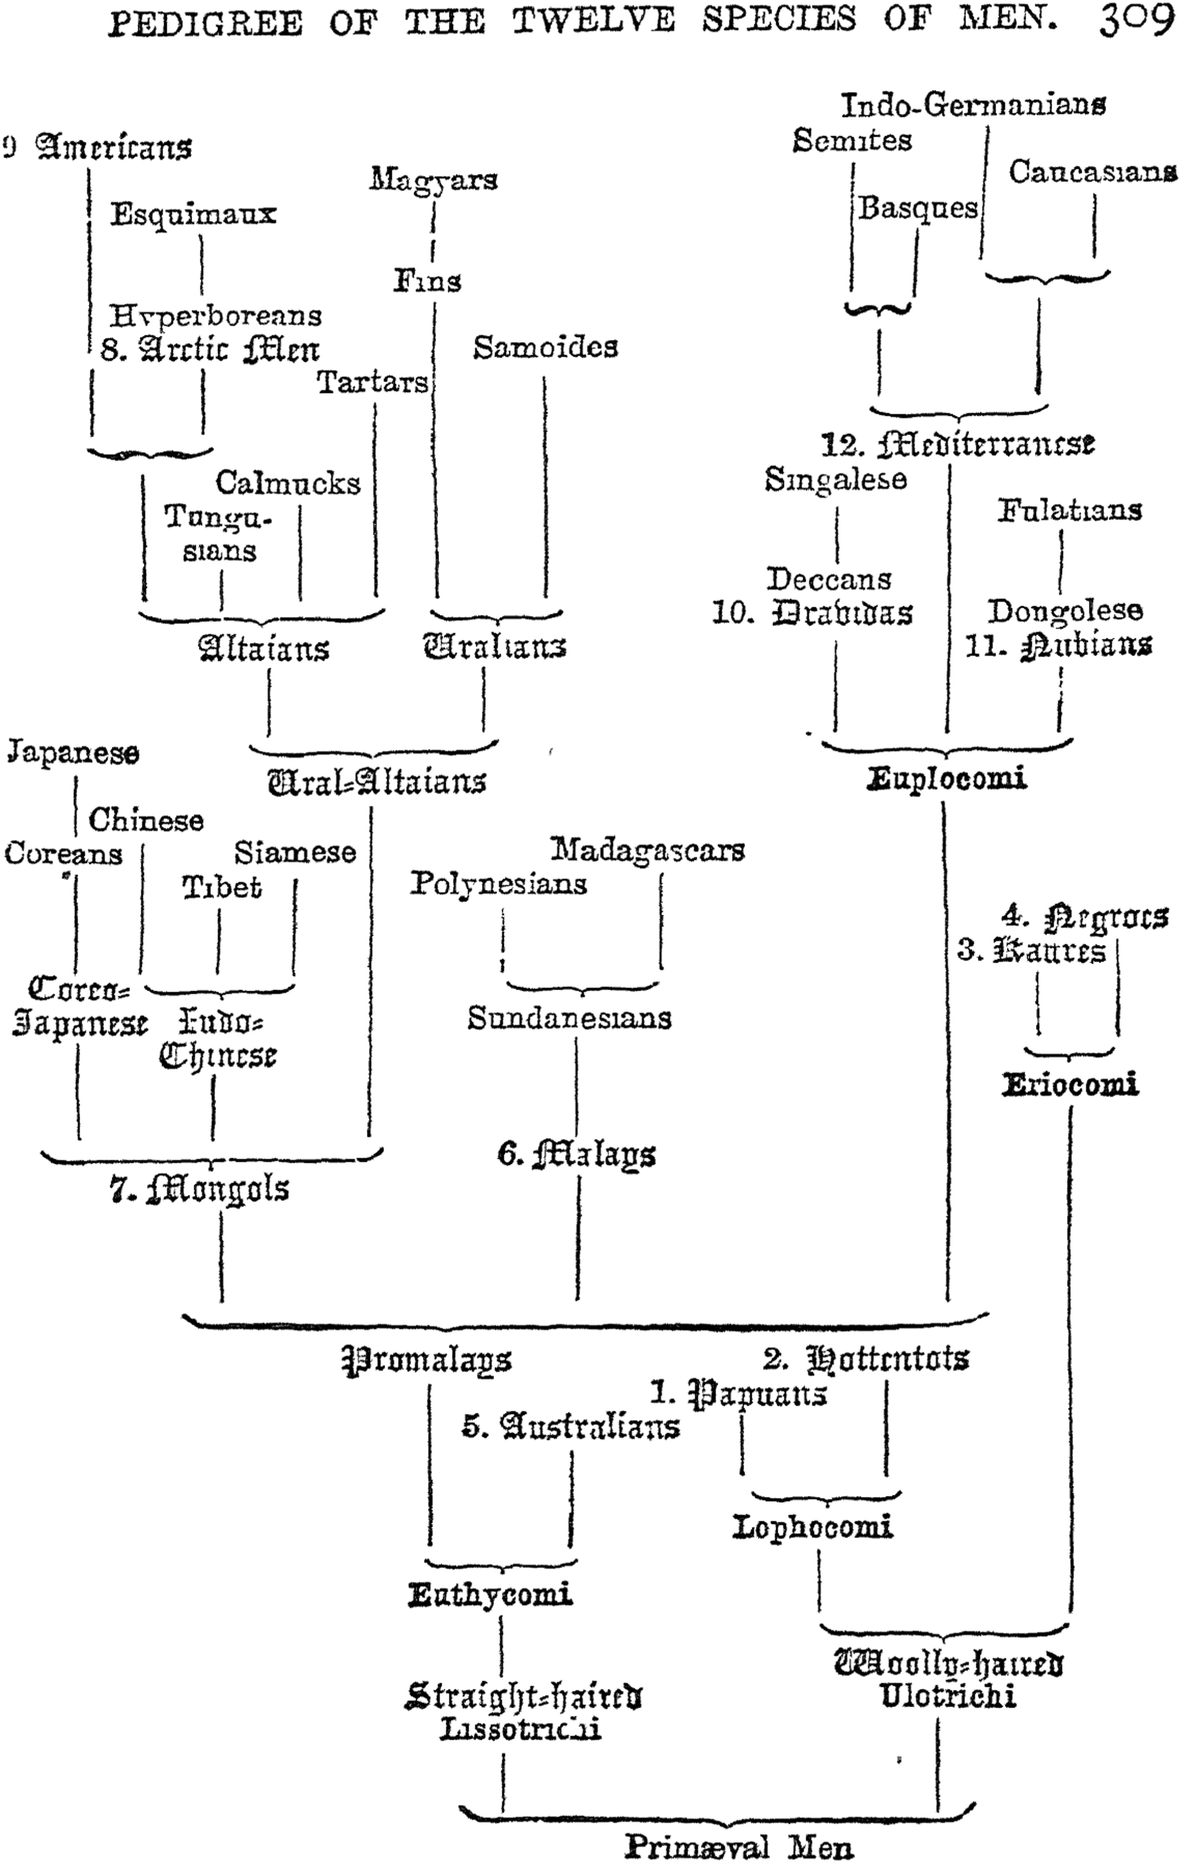 PEDIGREE OF THE TWELVE SPECIES OF MEN. 309
Indo-Germanians
Semites
9 Americans
Caucasians
Magyars
Basques
Esquimaux
Fins
Hyperboreans
8. Arctic Men
Samoides
Tartars
12. Mediterranese
Singalese
Calmucks
Fulatians
Tungu-
sians
Deccans
10. Dravidas
Dongolese
11. Nubians
Altaians
Uralians
Japanese
Ural-Altaians
Euplocomi
Chinese
Coreans
Siamese
Madagascars
Tibet
Polynesians
4. Negroes
3. Kaffres
Coreo-
Japanese
Indo-
Chinese
Sundanesians
Eriocomi
6. Malays
7. Mongols
Promalays
2. Hottentots
1. Papuans
5. Australians
Lophocomi
Euthycomi
Woolly-haired
Ulotrichi
Straight-haired
Lissotrichi
Primæval Men